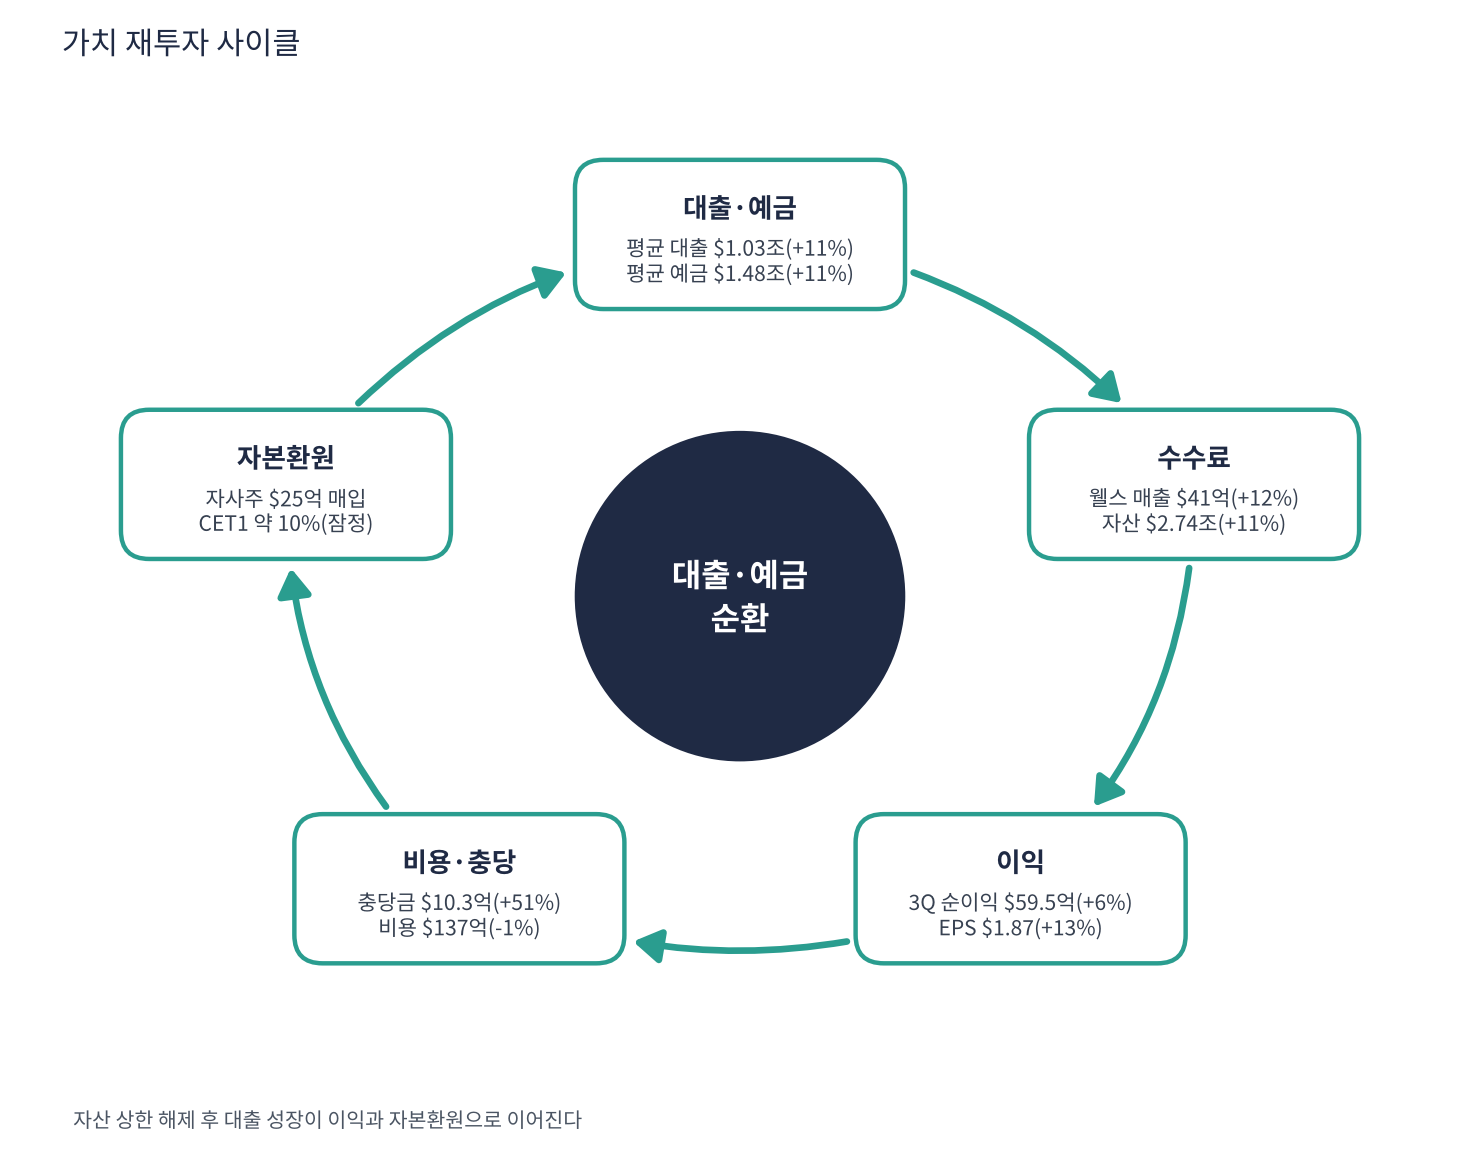 가치 재투자 사이클
대출·예금
평균 대출 $1.03조(+11%)
평균 예금 $1.48조(+11%)
수수료
웰스 매출 $41억(+12%)
자산 $2.74조(+11%)
이익
3Q 순이익 $59.5억(+6%)
EPS $1.87(+13%)
비용·충당
충당금 $10.3억(+51%)
비용 $137억(-1%)
자본환원
자사주 $25억 매입
CET1 약 10%(잠정)
대출·예금
순환
자산 상한 해제 후 대출 성장이 이익과 자본환원으로 이어진다